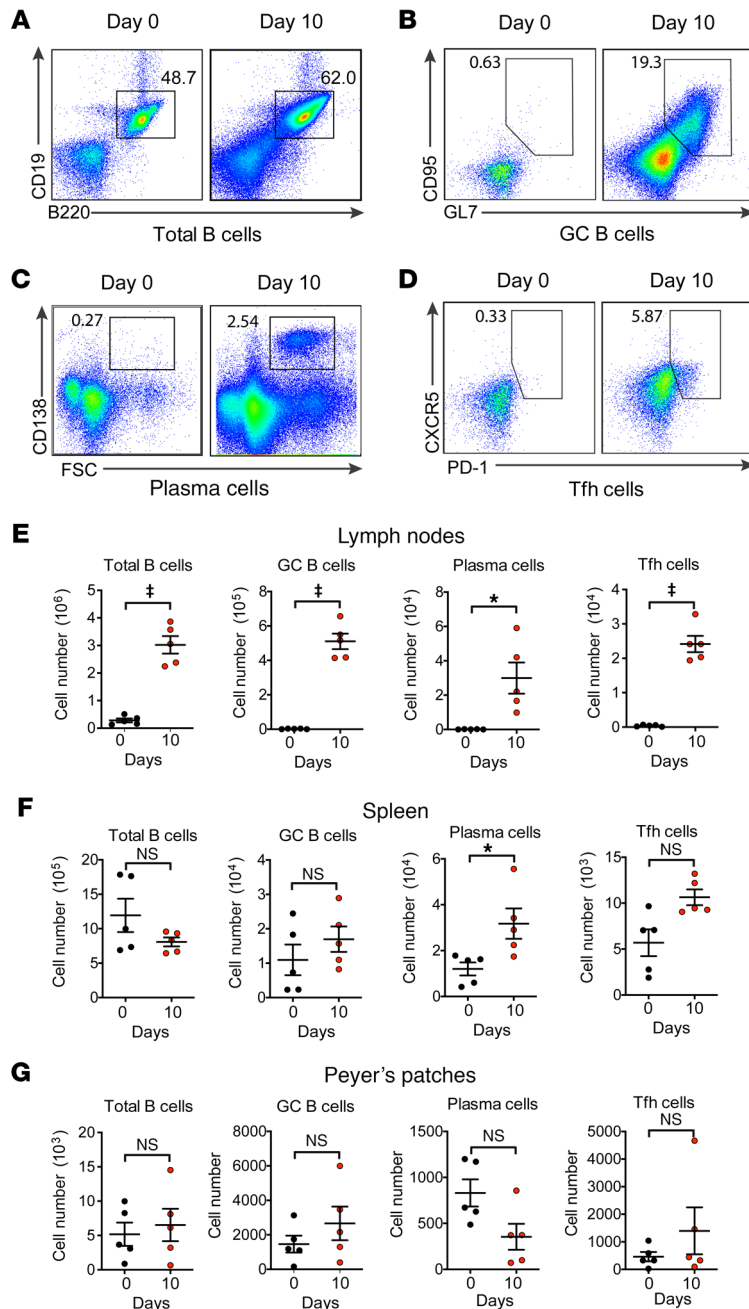 A
Day 0
Day 10
48.7
62.0
CD19
B220
Total B cells
B
Day 0
Day 10
0.63
19.3
CD95
GL7
GC B cells
C
Day 0
Day 10
0.27
2.54
CD138
FSC
Plasma cells
D
Day 0
Day 10
0.33
5.87
CXCR5
PD-1
Tfh cells
E
Lymph nodes
Total B cells
‡
Cell number (10⁶)
5
4
3
2
1
0
0 10
Days
GC B cells
‡
Cell number (10⁵)
8
6
4
2
0
0 10
Days
Plasma cells
*
Cell number (10⁴)
8
6
4
2
0
0 10
Days
Tfh cells
‡
Cell number (10⁴)
4
3
2
1
0
0 10
Days
F
Spleen
Total B cells
NS
Cell number (10⁵)
20
15
10
5
0
0 10
Days
GC B cells
NS
Cell number (10⁴)
4
3
2
1
0
0 10
Days
Plasma cells
*
Cell number (10⁴)
6
4
2
0
0 10
Days
Tfh cells
NS
Cell number (10³)
15
10
5
0
0 10
Days
G
Peyer's patches
Total B cells
NS
Cell number (10³)
20
15
10
5
0
0 10
Days
GC B cells
NS
Cell number
8000
6000
4000
2000
0
0 10
Days
Plasma cells
NS
Cell number
1500
1000
500
0
0 10
Days
Tfh cells
NS
Cell number
5000
4000
3000
2000
1000
0
0 10
Days